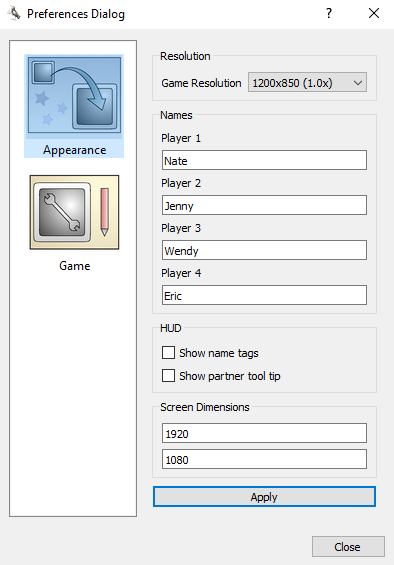 Preferences Dialog
?
Appearance
Game
Resolution
Game Resolution 1200x850 (1.0x)
Names
Player 1
Nate
Player 2
Jenny
Player 3
Wendy
Player 4
Eric
HUD
Show name tags
Show partner tool tip
Screen Dimensions
1920
1080
Apply
Close